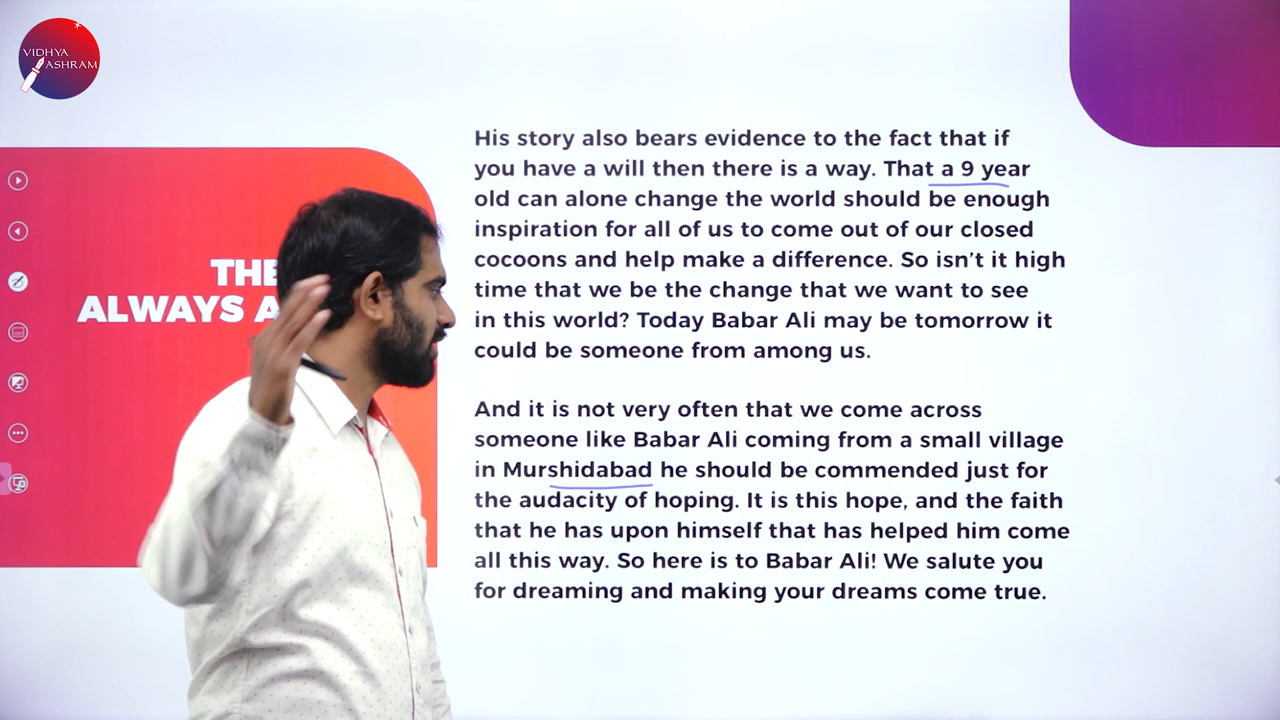 VIDHYA
ASHRAM
THE
ALWAYS A
His story also bears evidence to the fact that if
you have a will then there is a way. That a 9 year
old can alone change the world should be enough
inspiration for all of us to come out of our closed
cocoons and help make a difference. So isn’t it high
time that we be the change that we want to see
in this world? Today Babar Ali may be tomorrow it
could be someone from among us.
And it is not very often that we come across
someone like Babar Ali coming from a small village
in Murshidabad he should be commended just for
the audacity of hoping. It is this hope, and the faith
that he has upon himself that has helped him come
all this way. So here is to Babar Ali! We salute you
for dreaming and making your dreams come true.